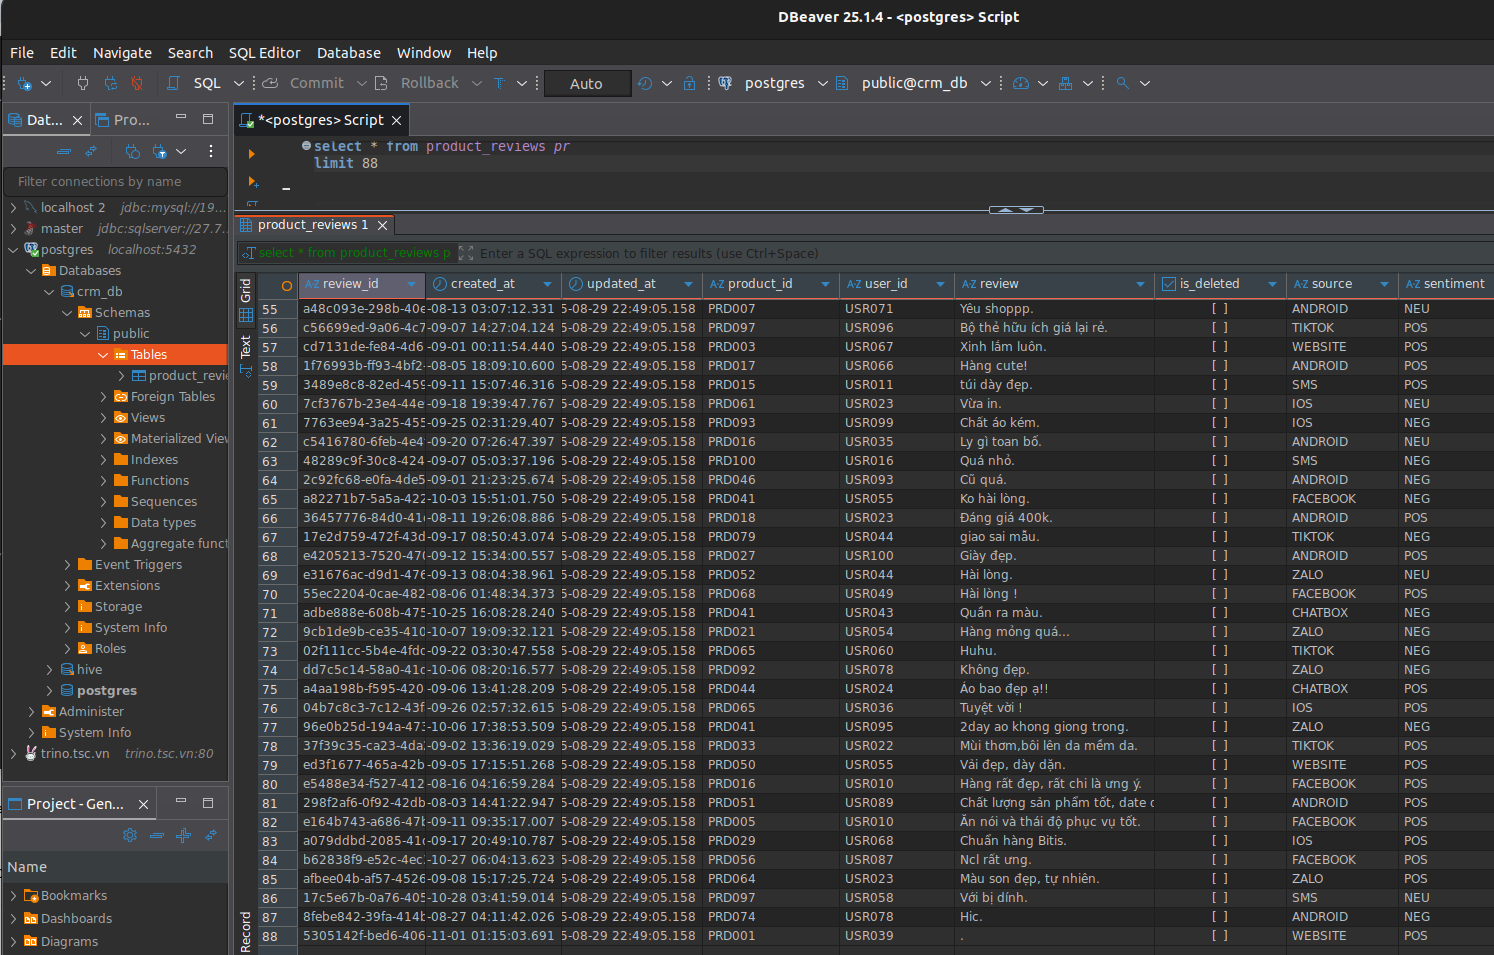 DBeaver 25.1.4 - <postgres> Script
File Edit Navigate Search SQL Editor Database Window Help
SQL Commit Rollback T Auto postgres public@crm_db
Dat... Pro...
*<postgres> Script
Filter connections by name
localhost 2 jdbc:mysql://19...
master jdbc:sqlserver://27.7...
postgres localhost:5432
Databases
crm_db
Schemas
public
Tables
product_revie
Foreign Tables
Views
Materialized Viev
Indexes
Functions
Sequences
Data types
Aggregate funct
Event Triggers
Extensions
Storage
System Info
Roles
hive
postgres
Administer
System Info
trino.tsc.vn trino.tsc.vn:80
Project - Gen...
Name
Bookmarks
Dashboards
Diagrams
select * from product_reviews pr
limit 88
product_reviews 1
select * from product_reviews p Enter a SQL expression to filter results (use Ctrl+Space)
Grid
Text
Record
review_id created_at updated_at product_id user_id review is_deleted source sentiment
55 a48c093e-298b-40e -08-13 03:07:12.331 5-08-29 22:49:05.158 PRD007 USR071 Yêu shoppp. [ ] ANDROID NEU
56 c56699ed-9a06-4c7 -09-07 14:27:04.124 5-08-29 22:49:05.158 PRD097 USR096 Bộ thẻ hữu ích giá lại rẻ. [ ] TIKTOK POS
57 cd7131de-fe84-4d6 -09-01 00:11:54.440 5-08-29 22:49:05.158 PRD003 USR067 Xinh lắm luôn. [ ] WEBSITE POS
58 1f76993b-ff93-4bf2 -08-05 18:09:10.600 5-08-29 22:49:05.158 PRD017 USR066 Hàng cute! [ ] ANDROID POS
59 3489e8c8-82ed-459 -09-11 15:07:46.316 5-08-29 22:49:05.158 PRD015 USR011 túi dày đẹp. [ ] SMS POS
60 7cf3767b-23e4-44e -09-18 19:39:47.767 5-08-29 22:49:05.158 PRD061 USR023 Vừa in. [ ] IOS NEU
61 7763ee94-3a25-455 -09-25 02:31:29.407 5-08-29 22:49:05.158 PRD093 USR099 Chất áo kém. [ ] IOS NEG
62 c5416780-6feb-4e4 -09-20 07:26:47.397 5-08-29 22:49:05.158 PRD016 USR035 Ly gì toan bố. [ ] ANDROID NEU
63 48289c9f-30c8-424 -09-07 05:03:37.196 5-08-29 22:49:05.158 PRD100 USR016 Quá nhỏ. [ ] SMS NEG
64 2c92fc68-e0fa-4de5 -09-01 21:23:25.674 5-08-29 22:49:05.158 PRD046 USR093 Cũ quá. [ ] ANDROID NEG
65 a82271b7-5a5a-422 -10-03 15:51:01.750 5-08-29 22:49:05.158 PRD041 USR055 Ko hài lòng. [ ] FACEBOOK NEG
66 36457776-84d0-41 -08-11 19:26:08.886 5-08-29 22:49:05.158 PRD018 USR023 Đáng giá 400k. [ ] ANDROID POS
67 17e2d759-472f-43d -09-17 08:50:43.074 5-08-29 22:49:05.158 PRD079 USR044 giao sai mẫu. [ ] TIKTOK NEG
68 e4205213-7520-47 -09-12 15:34:00.557 5-08-29 22:49:05.158 PRD027 USR100 Giày đẹp. [ ] ANDROID POS
69 e31676ac-d9d1-476 -09-13 08:04:38.961 5-08-29 22:49:05.158 PRD052 USR044 Hài lòng. [ ] ZALO NEU
70 55ec2204-0cae-482 -08-06 01:48:34.373 5-08-29 22:49:05.158 PRD068 USR049 Hài lòng ! [ ] FACEBOOK POS
71 adbe888e-608b-475 -10-25 16:08:28.240 5-08-29 22:49:05.158 PRD041 USR043 Quần ra màu. [ ] CHATBOX NEG
72 9cb1de9b-ce35-410 -10-07 19:09:32.121 5-08-29 22:49:05.158 PRD021 USR054 Hàng mỏng quá... [ ] ZALO NEG
73 02f111cc-5b4e-4fdc -09-22 03:30:47.558 5-08-29 22:49:05.158 PRD065 USR060 Huhu. [ ] TIKTOK NEG
74 dd7c5c14-58a0-41 -10-06 08:20:16.577 5-08-29 22:49:05.158 PRD092 USR078 Không đẹp. [ ] ZALO NEG
75 a4aa198b-f595-420 -09-06 13:41:28.209 5-08-29 22:49:05.158 PRD044 USR024 Áo bao đẹp ạ!! [ ] CHATBOX POS
76 04b7c8c3-7c12-43f -09-26 02:57:32.615 5-08-29 22:49:05.158 PRD065 USR036 Tuyệt vời ! [ ] IOS POS
77 96e0b25d-194a-473 -10-06 17:38:53.509 5-08-29 22:49:05.158 PRD041 USR095 2day ao khong giong trong. [ ] ZALO NEG
78 37f39c35-ca23-4da -09-02 13:36:19.029 5-08-29 22:49:05.158 PRD033 USR022 Mùi thơm,bôi lên da mềm da. [ ] TIKTOK POS
79 ed3f1677-465a-42b -09-05 17:15:51.268 5-08-29 22:49:05.158 PRD050 USR055 Vải đẹp, dày dặn. [ ] WEBSITE POS
80 e5488e34-f527-412 -08-16 04:16:59.284 5-08-29 22:49:05.158 PRD016 USR010 Hàng rất đẹp, rất chi là ưng ý. [ ] FACEBOOK POS
81 298f2af6-0f92-42db -08-03 14:41:22.947 5-08-29 22:49:05.158 PRD051 USR089 Chất lượng sản phẩm tốt, date [ ] ANDROID POS
82 e164b743-a686-47 -09-11 09:35:17.007 5-08-29 22:49:05.158 PRD005 USR010 Ăn nói và thái độ phục vụ tốt. [ ] FACEBOOK POS
83 a079ddbd-2085-41 -09-17 20:49:10.787 5-08-29 22:49:05.158 PRD029 USR068 Chuẩn hàng Bitis. [ ] IOS POS
84 b62838f9-e52c-4ec -10-27 06:04:13.623 5-08-29 22:49:05.158 PRD056 USR087 Ncl rất ưng. [ ] FACEBOOK POS
85 afbee04b-af57-4526 -09-08 15:17:25.724 5-08-29 22:49:05.158 PRD064 USR023 Màu son đẹp, tự nhiên. [ ] ZALO POS
86 17c5e67b-0a76-405 -10-28 03:41:59.014 5-08-29 22:49:05.158 PRD097 USR058 Với bị dính. [ ] SMS NEU
87 8febe842-39fa-414b -08-27 04:11:42.026 5-08-29 22:49:05.158 PRD074 USR078 Hic. [ ] ANDROID NEG
88 5305142f-bed6-406 -11-01 01:15:03.691 5-08-29 22:49:05.158 PRD001 USR039 . [ ] WEBSITE POS